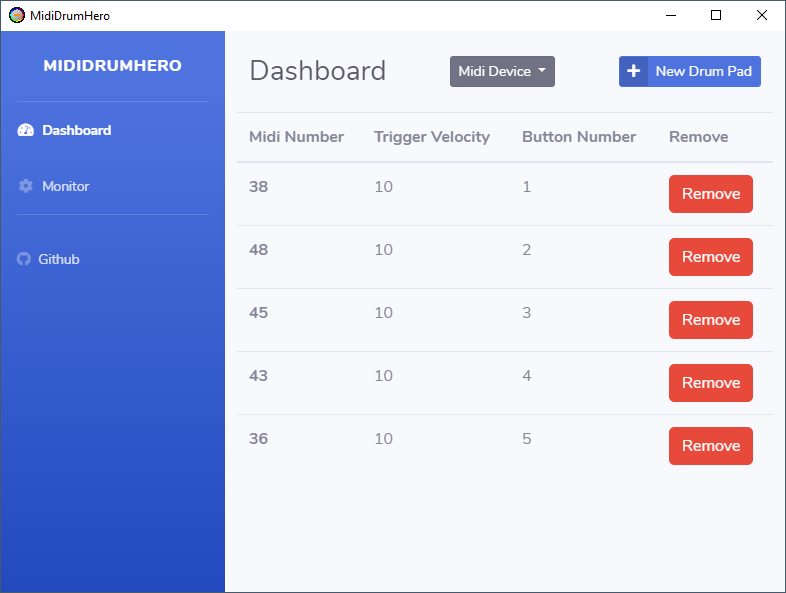 MidiDrumHero
MIDIDRUMHERO
Dashboard
Monitor
Github
Dashboard
Midi Device
New Drum Pad
Midi Number Trigger Velocity Button Number Remove
38 10 1 Remove
48 10 2 Remove
45 10 3 Remove
43 10 4 Remove
36 10 5 Remove